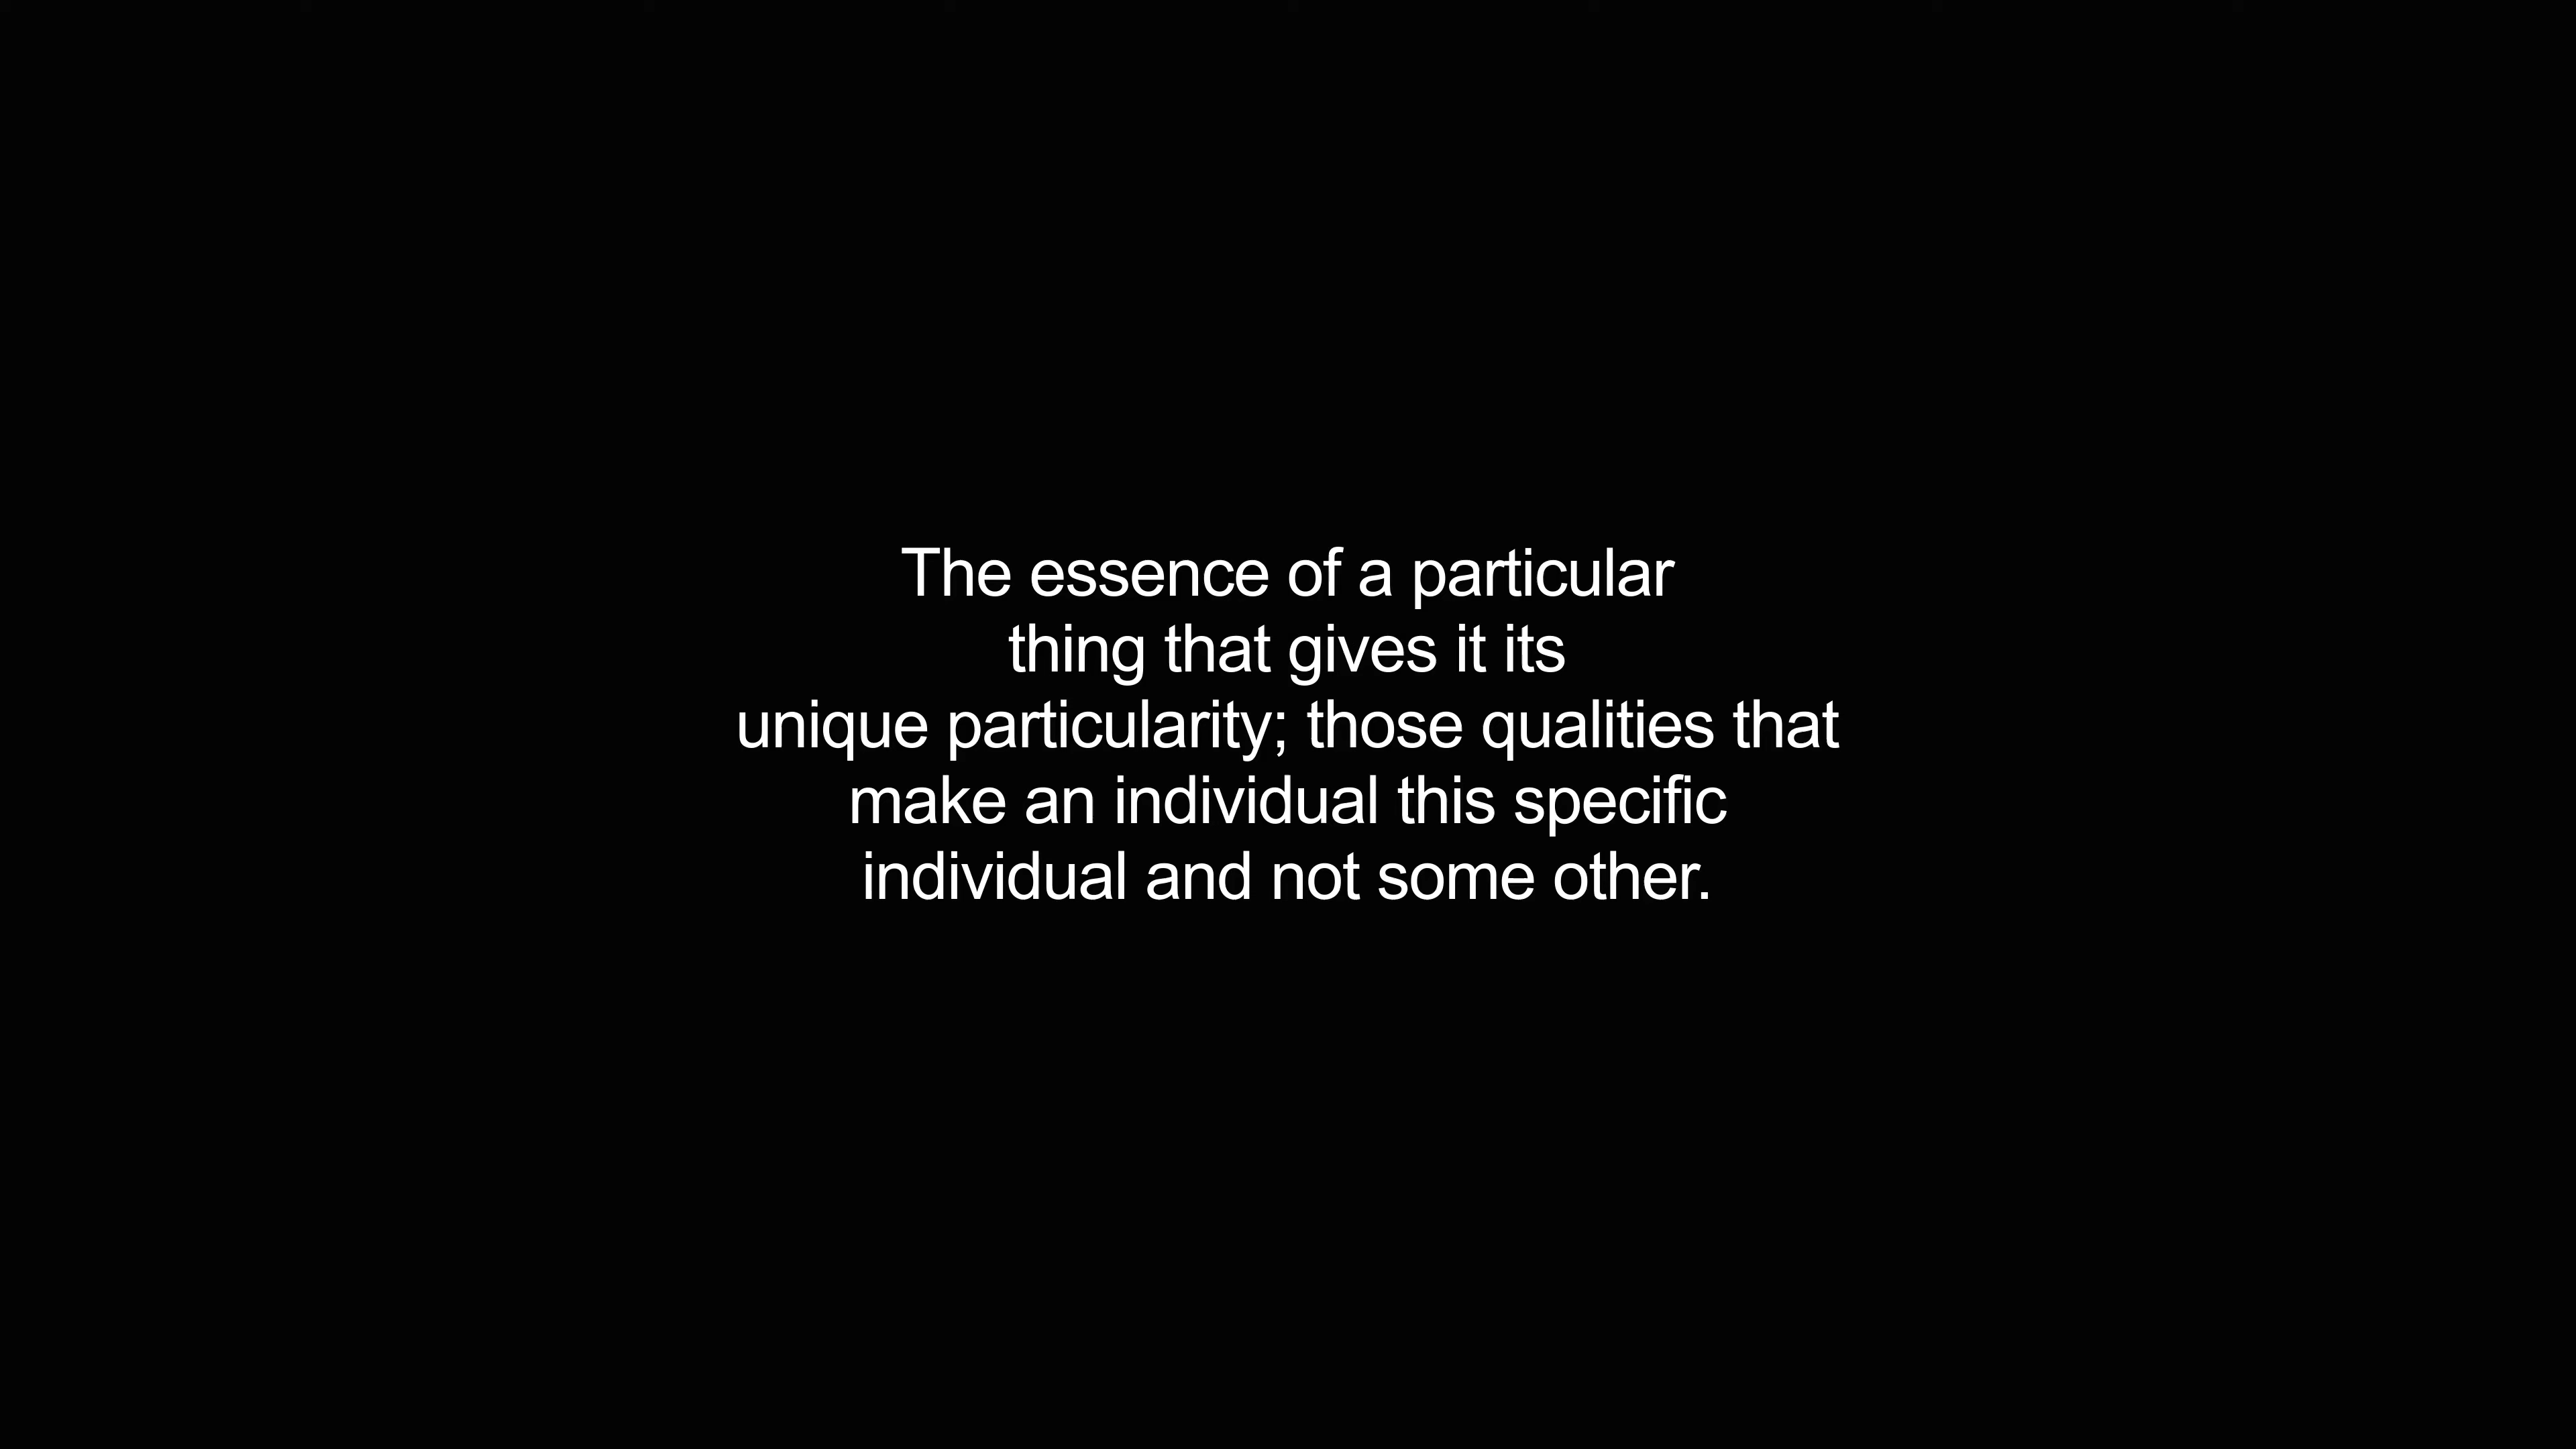 The essence of a particular
thing that gives it its
unique particularity; those qualities that
make an individual this specific
individual and not some other.